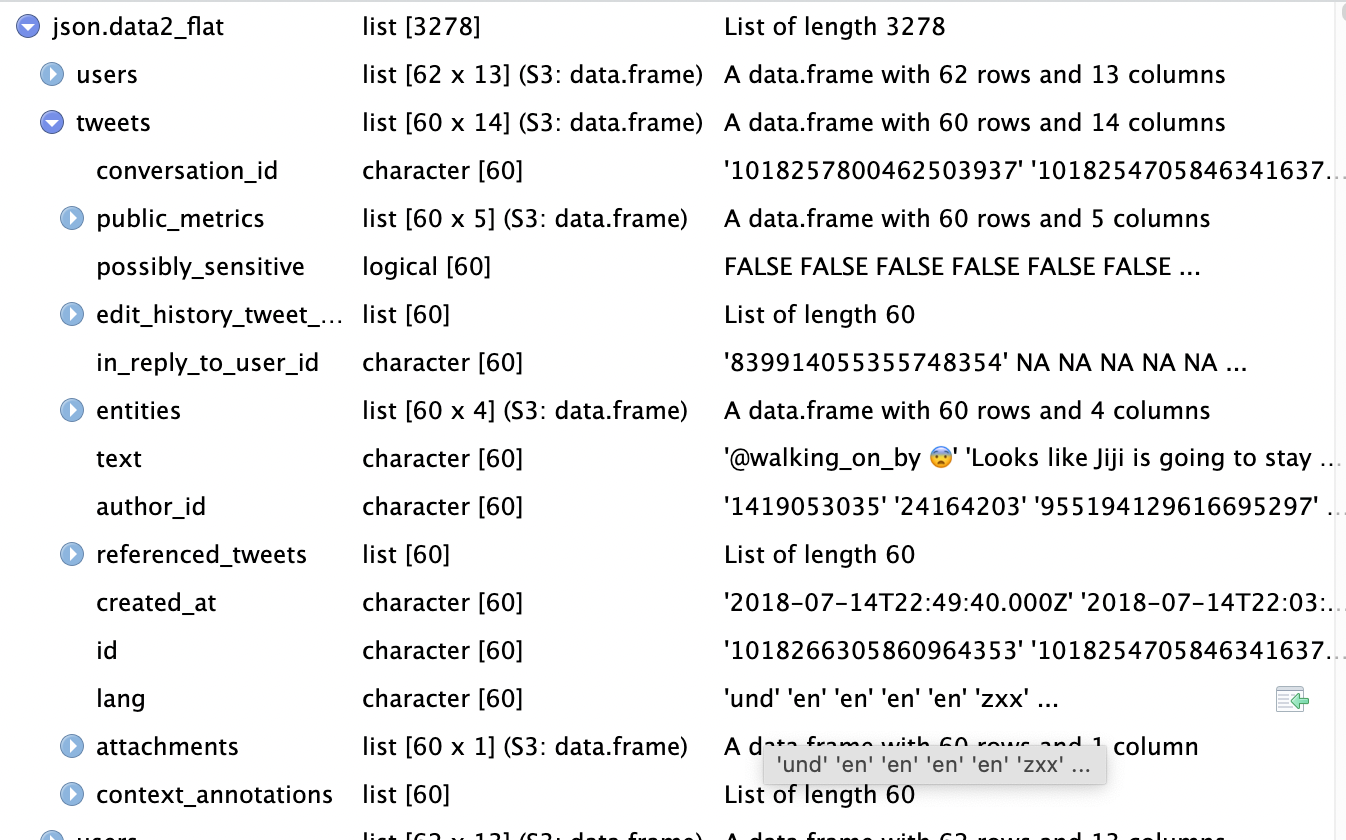 json.data2_flat list [3278] List of length 3278
users list [62 x 13] (S3: data.frame) A data.frame with 62 rows and 13 columns
tweets list [60 x 14] (S3: data.frame) A data.frame with 60 rows and 14 columns
conversation_id character [60] '1018257800462503937' '1018254705846341637...
public_metrics list [60 x 5] (S3: data.frame) A data.frame with 60 rows and 5 columns
possibly_sensitive logical [60] FALSE FALSE FALSE FALSE FALSE FALSE ...
edit_history_tweet_... list [60] List of length 60
in_reply_to_user_id character [60] '839914055355748354' NA NA NA NA NA ...
entities list [60 x 4] (S3: data.frame) A data.frame with 60 rows and 4 columns
text character [60] '@walking_on_by 😨' 'Looks like Jiji is going to stay ...
author_id character [60] '1419053035' '24164203' '955194129616695297' ...
referenced_tweets list [60] List of length 60
created_at character [60] '2018-07-14T22:49:40.000Z' '2018-07-14T22:03:...
id character [60] '1018266305860964353' '1018254705846341637...
lang character [60] 'und' 'en' 'en' 'en' 'en' 'zxx' ...
attachments list [60 x 1] (S3: data.frame) A data.frame with 60 rows and 1 column
'und' 'en' 'en' 'en' 'en' 'zxx' ...
context_annotations list [60] List of length 60
users list [62 x 13] (S3: data.frame) A data.frame with 62 rows and 13 columns